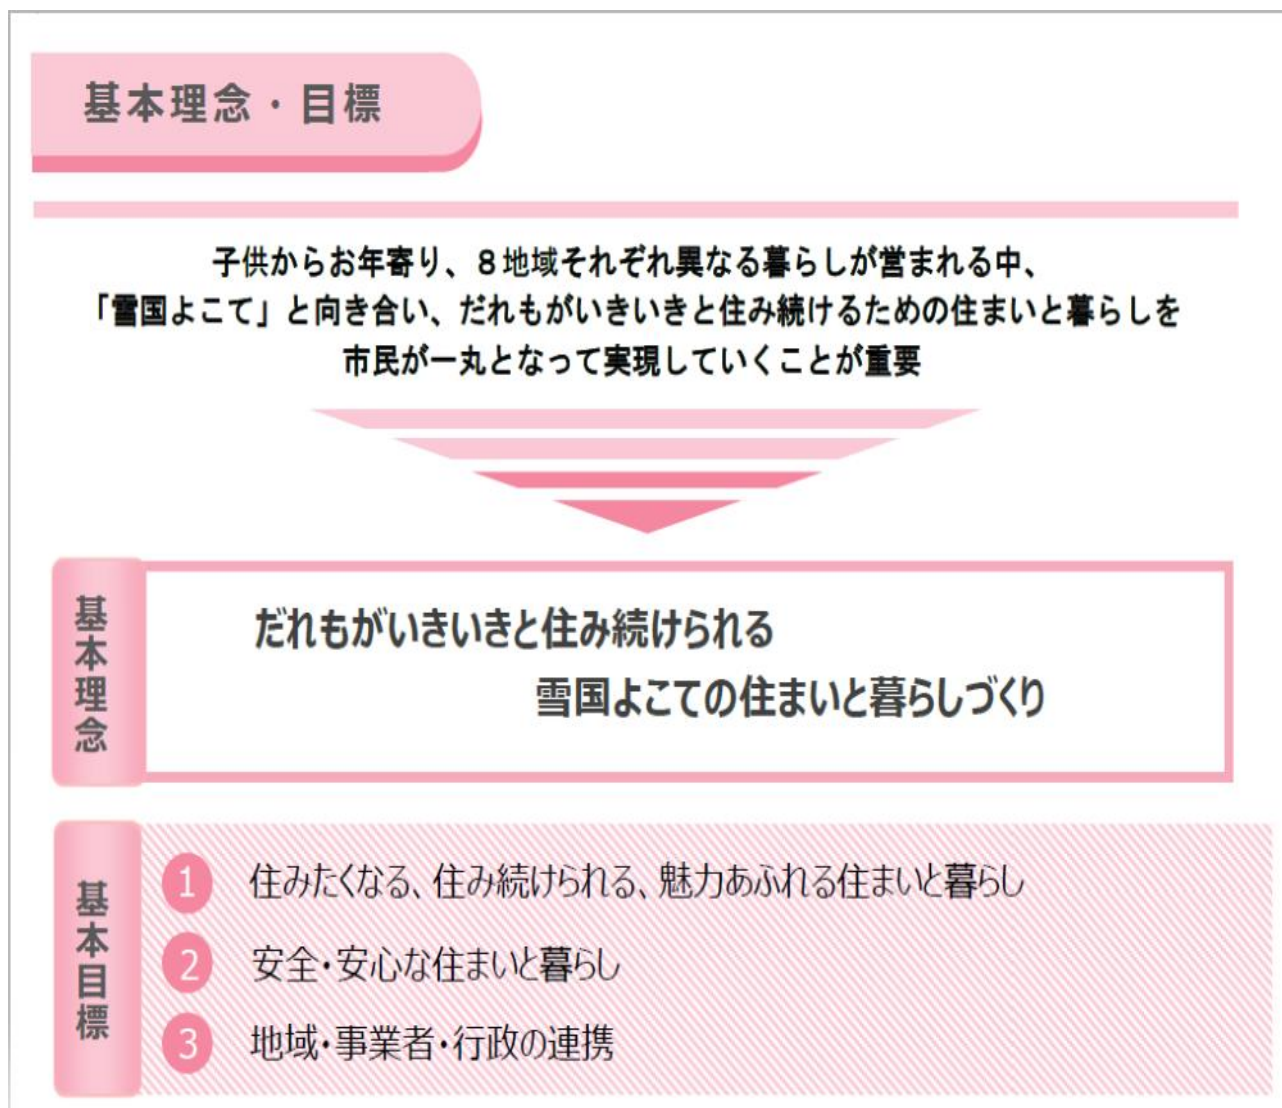 基本理念・目標
子供からお年寄り、８地域それぞれ異なる暮らしが営まれる中、
「雪国よこて」と向き合い、だれもがいきいきと住み続けるための住まいと暮らしを
市民が一丸となって実現していくことが重要
基本理念
だれもがいきいきと住み続けられる
雪国よこての住まいと暮らしづくり
基本目標
1 住みたくなる、住み続けられる、魅力あふれる住まいと暮らし
2 安全・安心な住まいと暮らし
3 地域・事業者・行政の連携